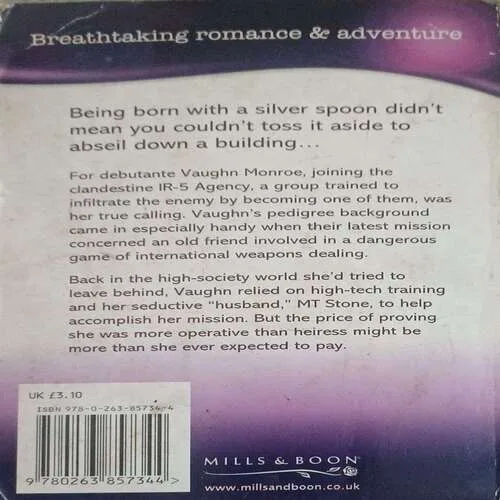 Breathtaking romance & adventure
Being born with a silver spoon didn't
mean you couldn't toss it aside to
abseil down a building...
For debutante Vaughn Monroe, joining the
clandestine IR-5 Agency, a group trained to
infiltrate the enemy by becoming one of them, was
her true calling. Vaughn's pedigree background
came in especially handy when their latest mission
concerned an old friend involved in a dangerous
game of international weapons dealing.
Back in the high-society world she'd tried to
leave behind, Vaughn relied on high-tech training
and her seductive "husband," MT Stone, to help
accomplish her mission. But the price of proving
she was more operative than heiress might be
more than she ever expected to pay.
UK £3.10
ISBN 978-0-263-85734-4
9 780263 857344 >
MILLS & BOON
www.millsandboon.co.uk